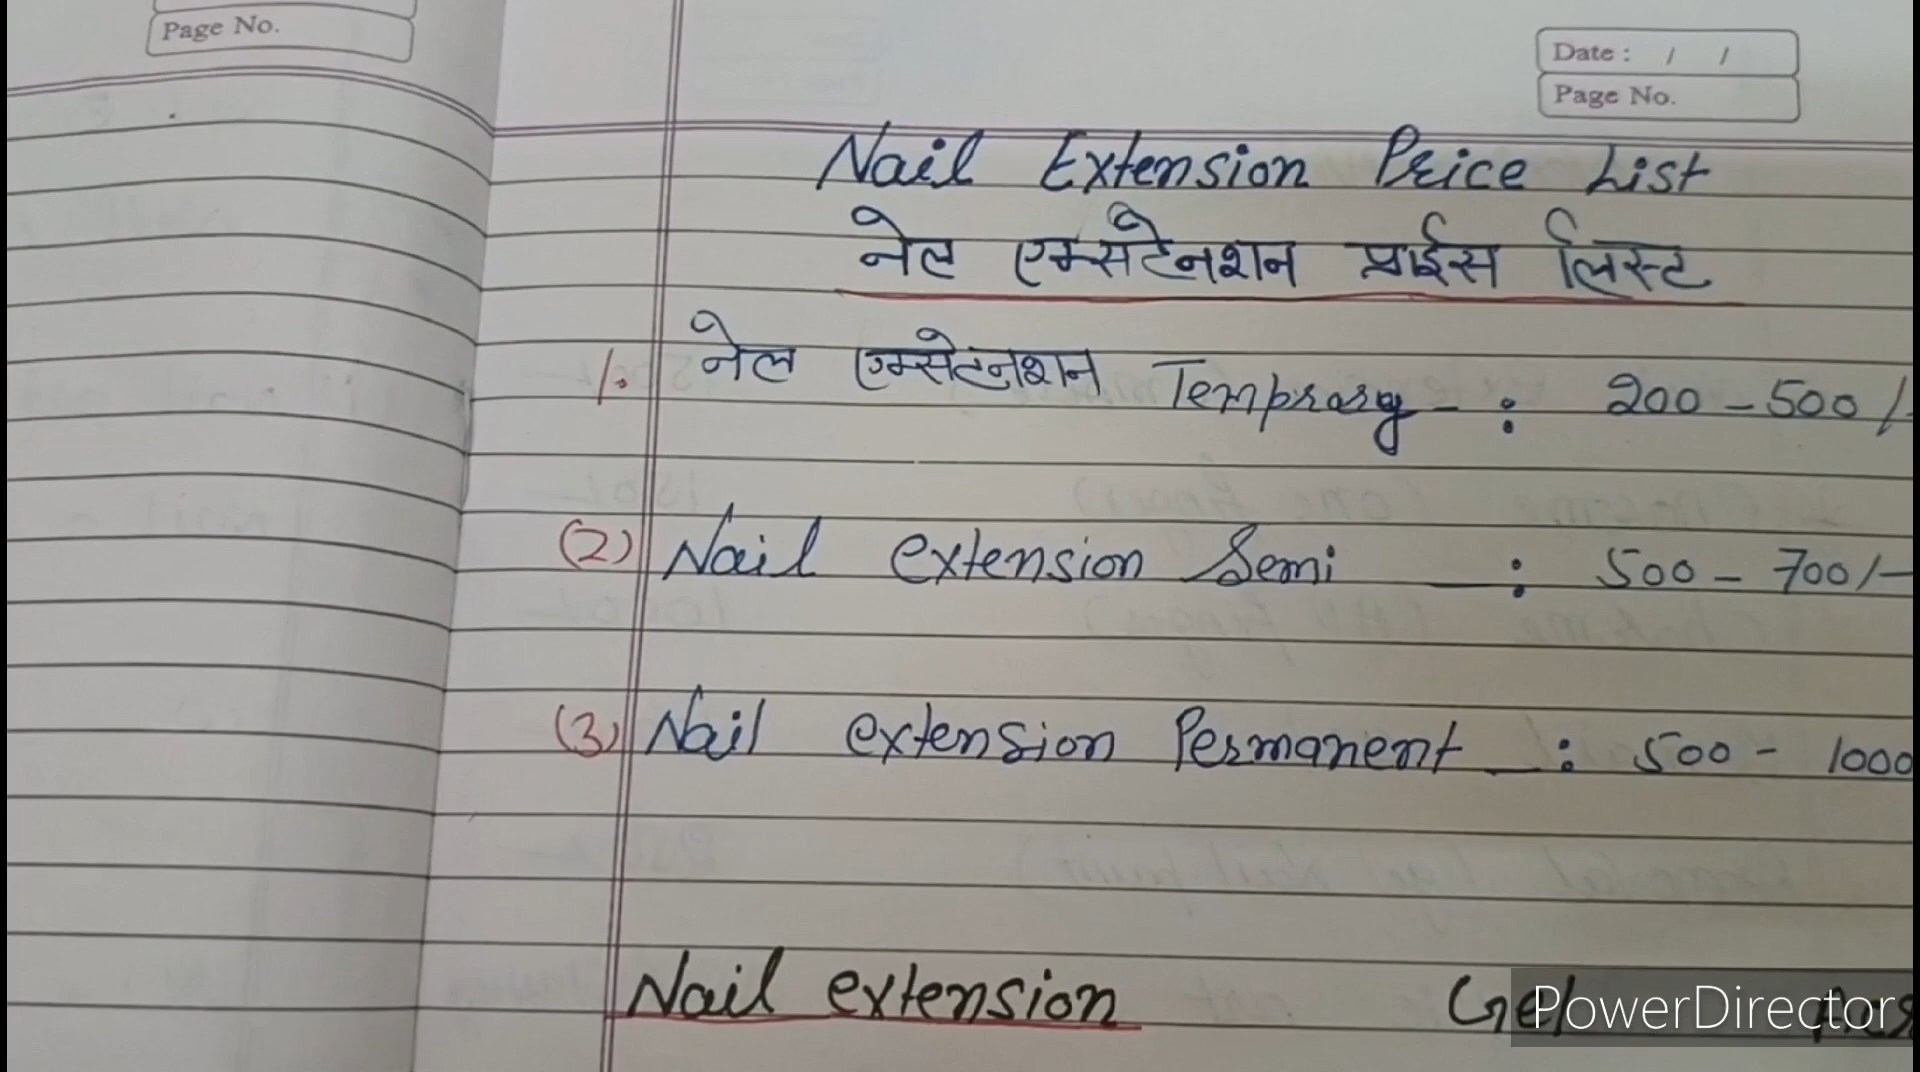 Page No.
Date : / /
Page No.
Nail Extension Price List
नेल एक्सटेनशन प्राईस लिस्ट
1. नेल एक्सटेनशन Temprary - : 200 - 500/-
(2) Nail extension Semi - : 500 - 700/-
(3) Nail extension Permanent - : 500 - 1000
Nail extension Gel
PowerDirector